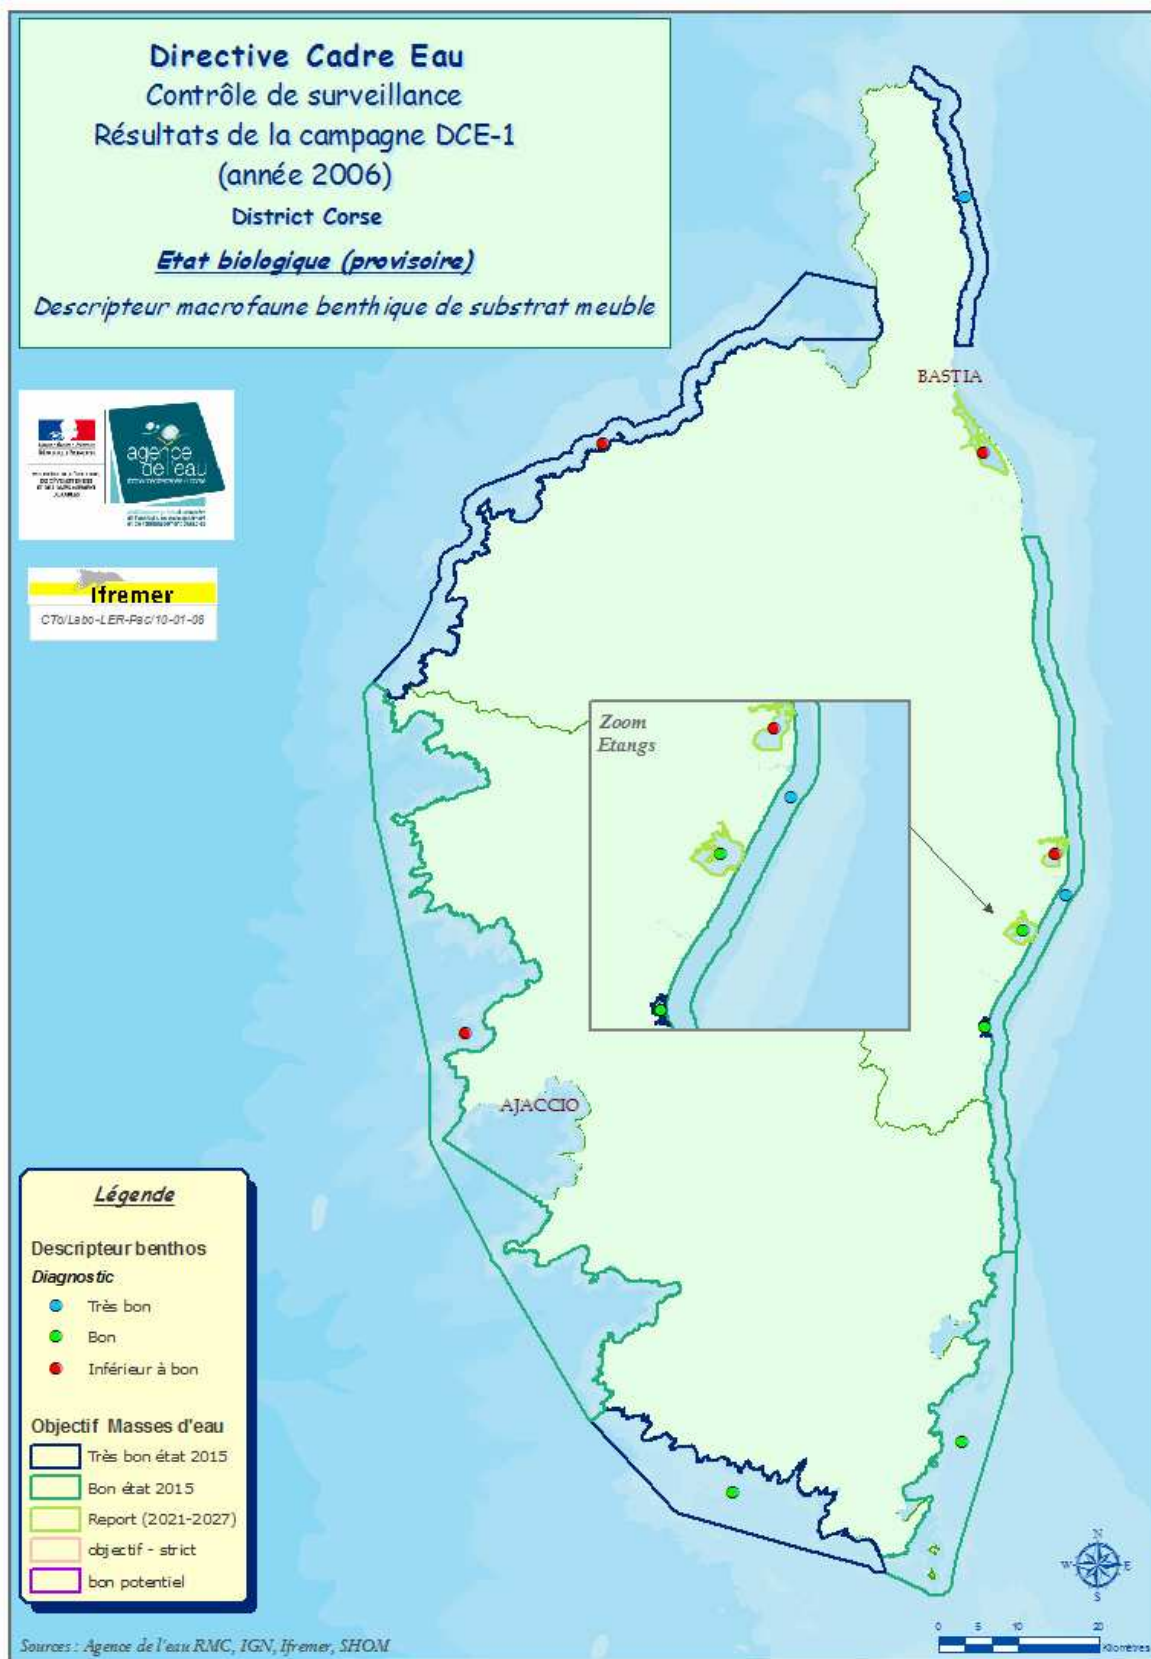 Directive Cadre Eau
Contrôle de surveillance
Résultats de la campagne DCE-1
(année 2006)
District Corse
Etat biologique (provisoire)
Descripteur macrofaune benthique de substrat meuble
agence
de l'eau
Ifremer
CTo/Labo-LER-Pac/10-01-08
BASTIA
Zoom
Etangs
AJACCIO
Légende
Descripteur benthos
Diagnostic
Très bon
Bon
Inférieur à bon
Objectif Masses d'eau
Très bon état 2015
Bon état 2015
Report (2021-2027)
objectif - strict
bon potentiel
N
W
E
S
0 5 10 20
Kilomètres
Sources : Agence de l'eau RMC, IGN, Ifremer, SHOM